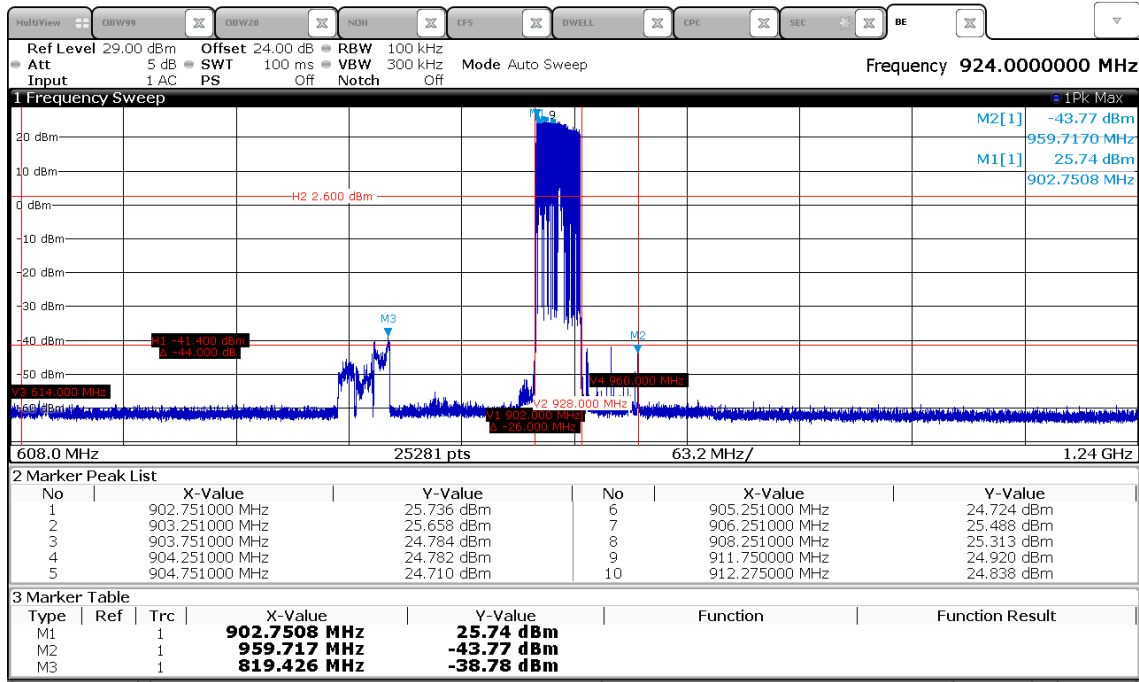 MultiView OBW99 OBW20 NOH CFS DWELL CPC SEC BE
Ref Level 29.00 dBm Offset 24.00 dB RBW 100 kHz
Att 5 dB SWT 100 ms VBW 300 kHz Mode Auto Sweep Frequency 924.0000000 MHz
Input 1 AC PS Off Notch Off
1 Frequency Sweep 1Pk Max
M2[1] -43.77 dBm
959.7170 MHz
M1[1] 25.74 dBm
902.7508 MHz
9
20 dBm
10 dBm
H2 2.600 dBm
0 dBm
-10 dBm
-20 dBm
-30 dBm
M3
M2
-40 dBm
H1 -41.400 dBm
Δ -44.000 dB
-50 dBm
V4 960.000 MHz
V3 614.000 MHz
-60 dBm
V2 928.000 MHz
V1 902.000 MHz
Δ -26.000 MHz
608.0 MHz 25281 pts 63.2 MHz/ 1.24 GHz
2 Marker Peak List
No X-Value Y-Value No X-Value Y-Value
1 902.751000 MHz 25.736 dBm 6 905.251000 MHz 24.724 dBm
2 903.251000 MHz 25.658 dBm 7 906.251000 MHz 25.488 dBm
3 903.751000 MHz 24.784 dBm 8 908.251000 MHz 25.313 dBm
4 904.251000 MHz 24.782 dBm 9 911.750000 MHz 24.920 dBm
5 904.751000 MHz 24.710 dBm 10 912.275000 MHz 24.838 dBm
3 Marker Table
Type Ref Trc X-Value Y-Value Function Function Result
M1 1 902.7508 MHz 25.74 dBm
M2 1 959.717 MHz -43.77 dBm
M3 1 819.426 MHz -38.78 dBm